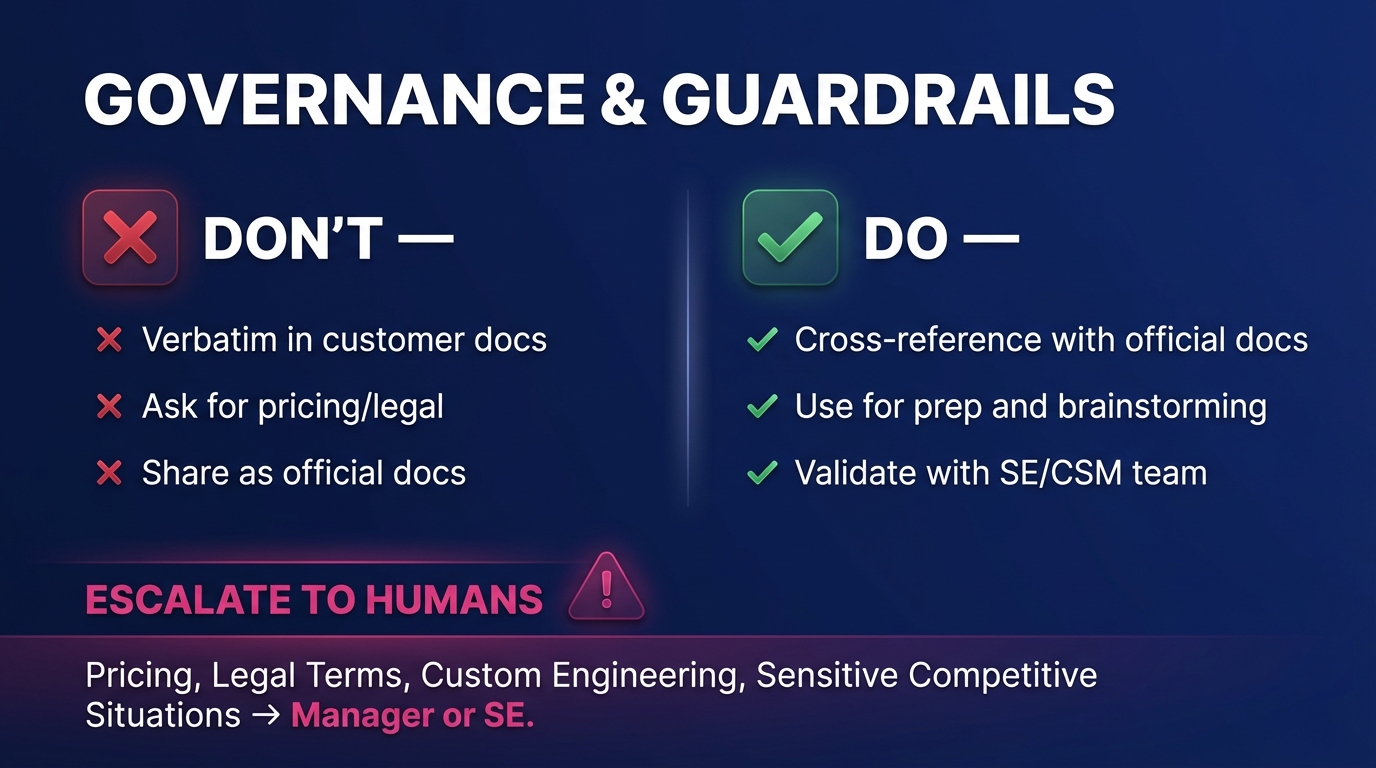 GOVERNANCE & GUARDRAILS
DON’T —
Verbatim in customer docs
Ask for pricing/legal
Share as official docs
DO —
Cross-reference with official docs
Use for prep and brainstorming
Validate with SE/CSM team
ESCALATE TO HUMANS
Pricing, Legal Terms, Custom Engineering, Sensitive Competitive
Situations → Manager or SE.